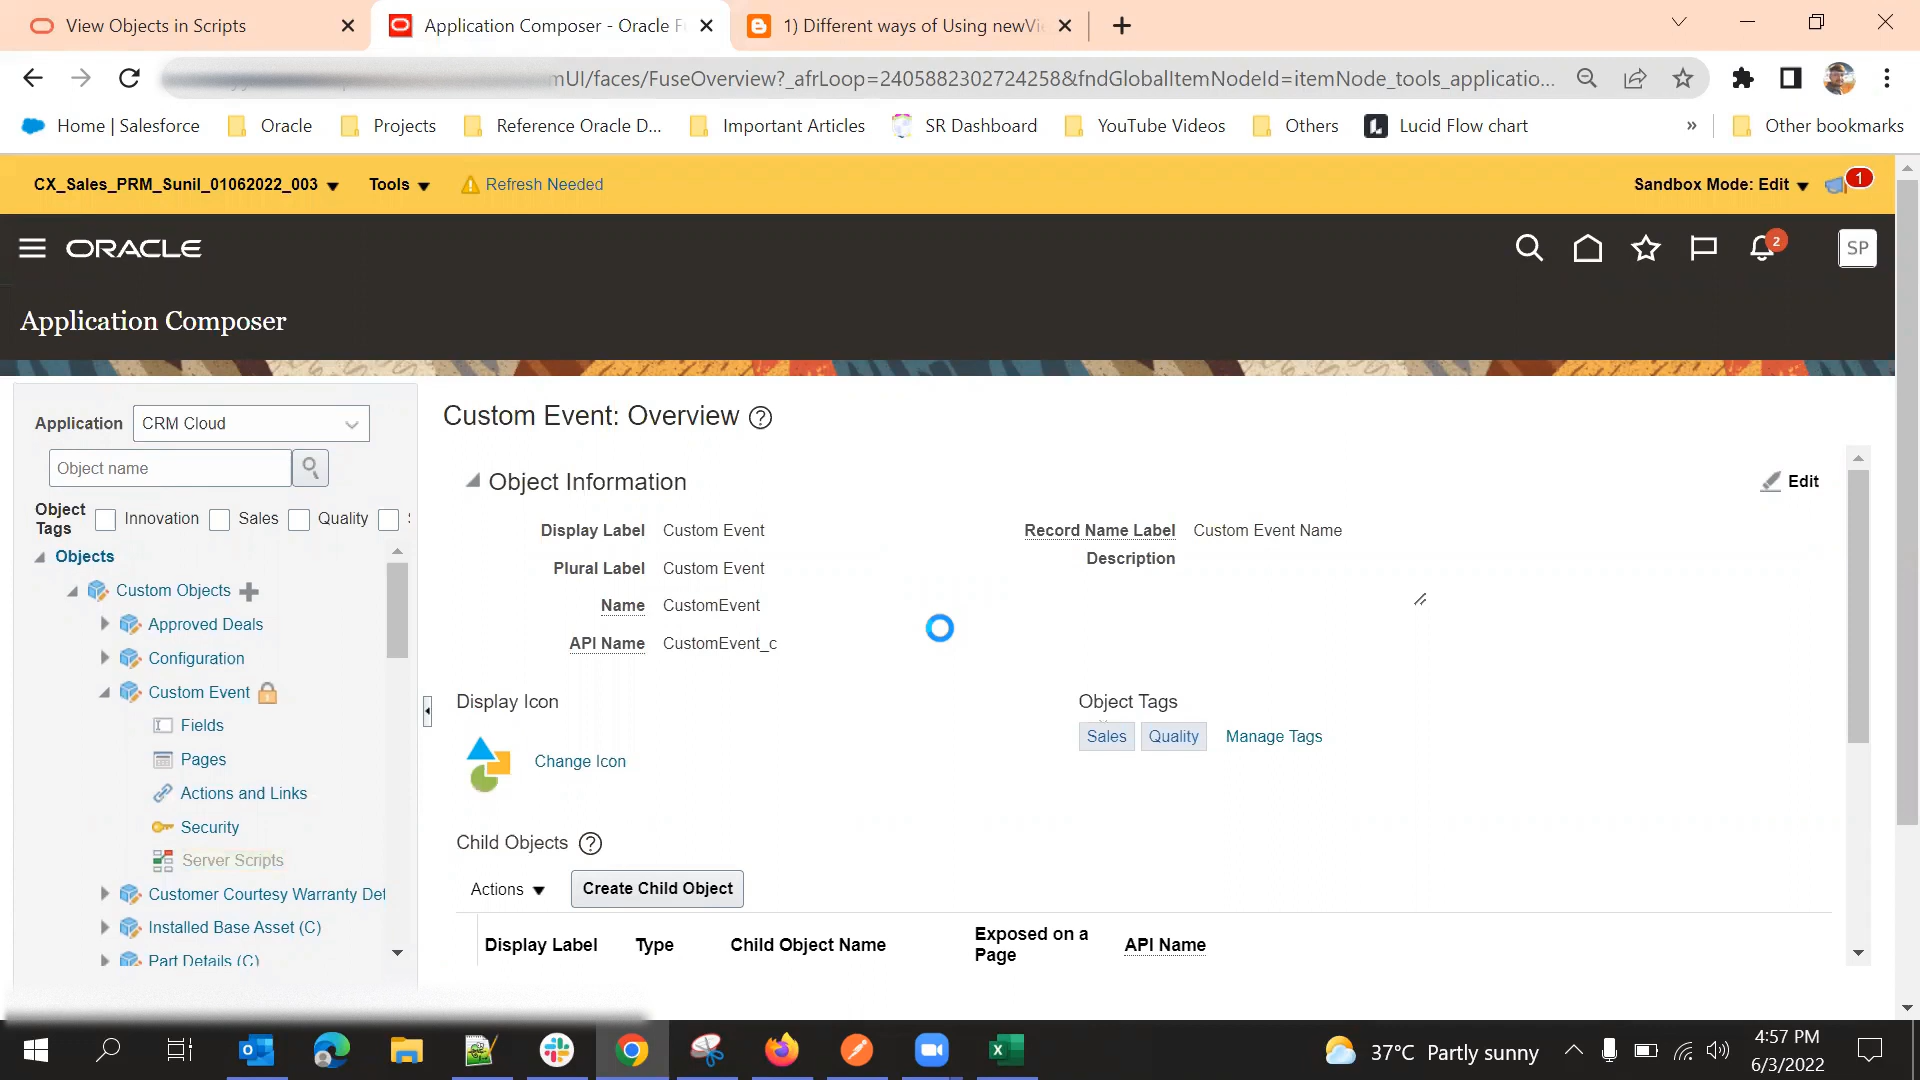 View Objects in Scripts
Application Composer - Oracle F
1) Different ways of Using newVi
mUI/faces/FuseOverview?_afrLoop=2405882302724258&fndGlobalItemNodeId=itemNode_tools_applicatio...
Home | Salesforce
Oracle
Projects
Reference Oracle D...
Important Articles
SR Dashboard
YouTube Videos
Others
Lucid Flow chart
»
Other bookmarks
CX_Sales_PRM_Sunil_01062022_003
Tools
Refresh Needed
Sandbox Mode: Edit
1
ORACLE
2
SP
Application Composer
Application
CRM Cloud
Object name
Object Tags
Innovation
Sales
Quality
Objects
Custom Objects
Approved Deals
Configuration
Custom Event
Fields
Pages
Actions and Links
Security
Server Scripts
Customer Courtesy Warranty Det
Installed Base Asset (C)
Part Details (C)
Custom Event: Overview
Object Information
Edit
Display Label Custom Event
Plural Label Custom Event
Name CustomEvent
API Name CustomEvent_c
Record Name Label Custom Event Name
Description
Display Icon
Change Icon
Object Tags
Sales
Quality
Manage Tags
Child Objects
Actions
Create Child Object
Display Label
Type
Child Object Name
Exposed on a
Page
API Name
37°C Partly sunny
4:57 PM
6/3/2022